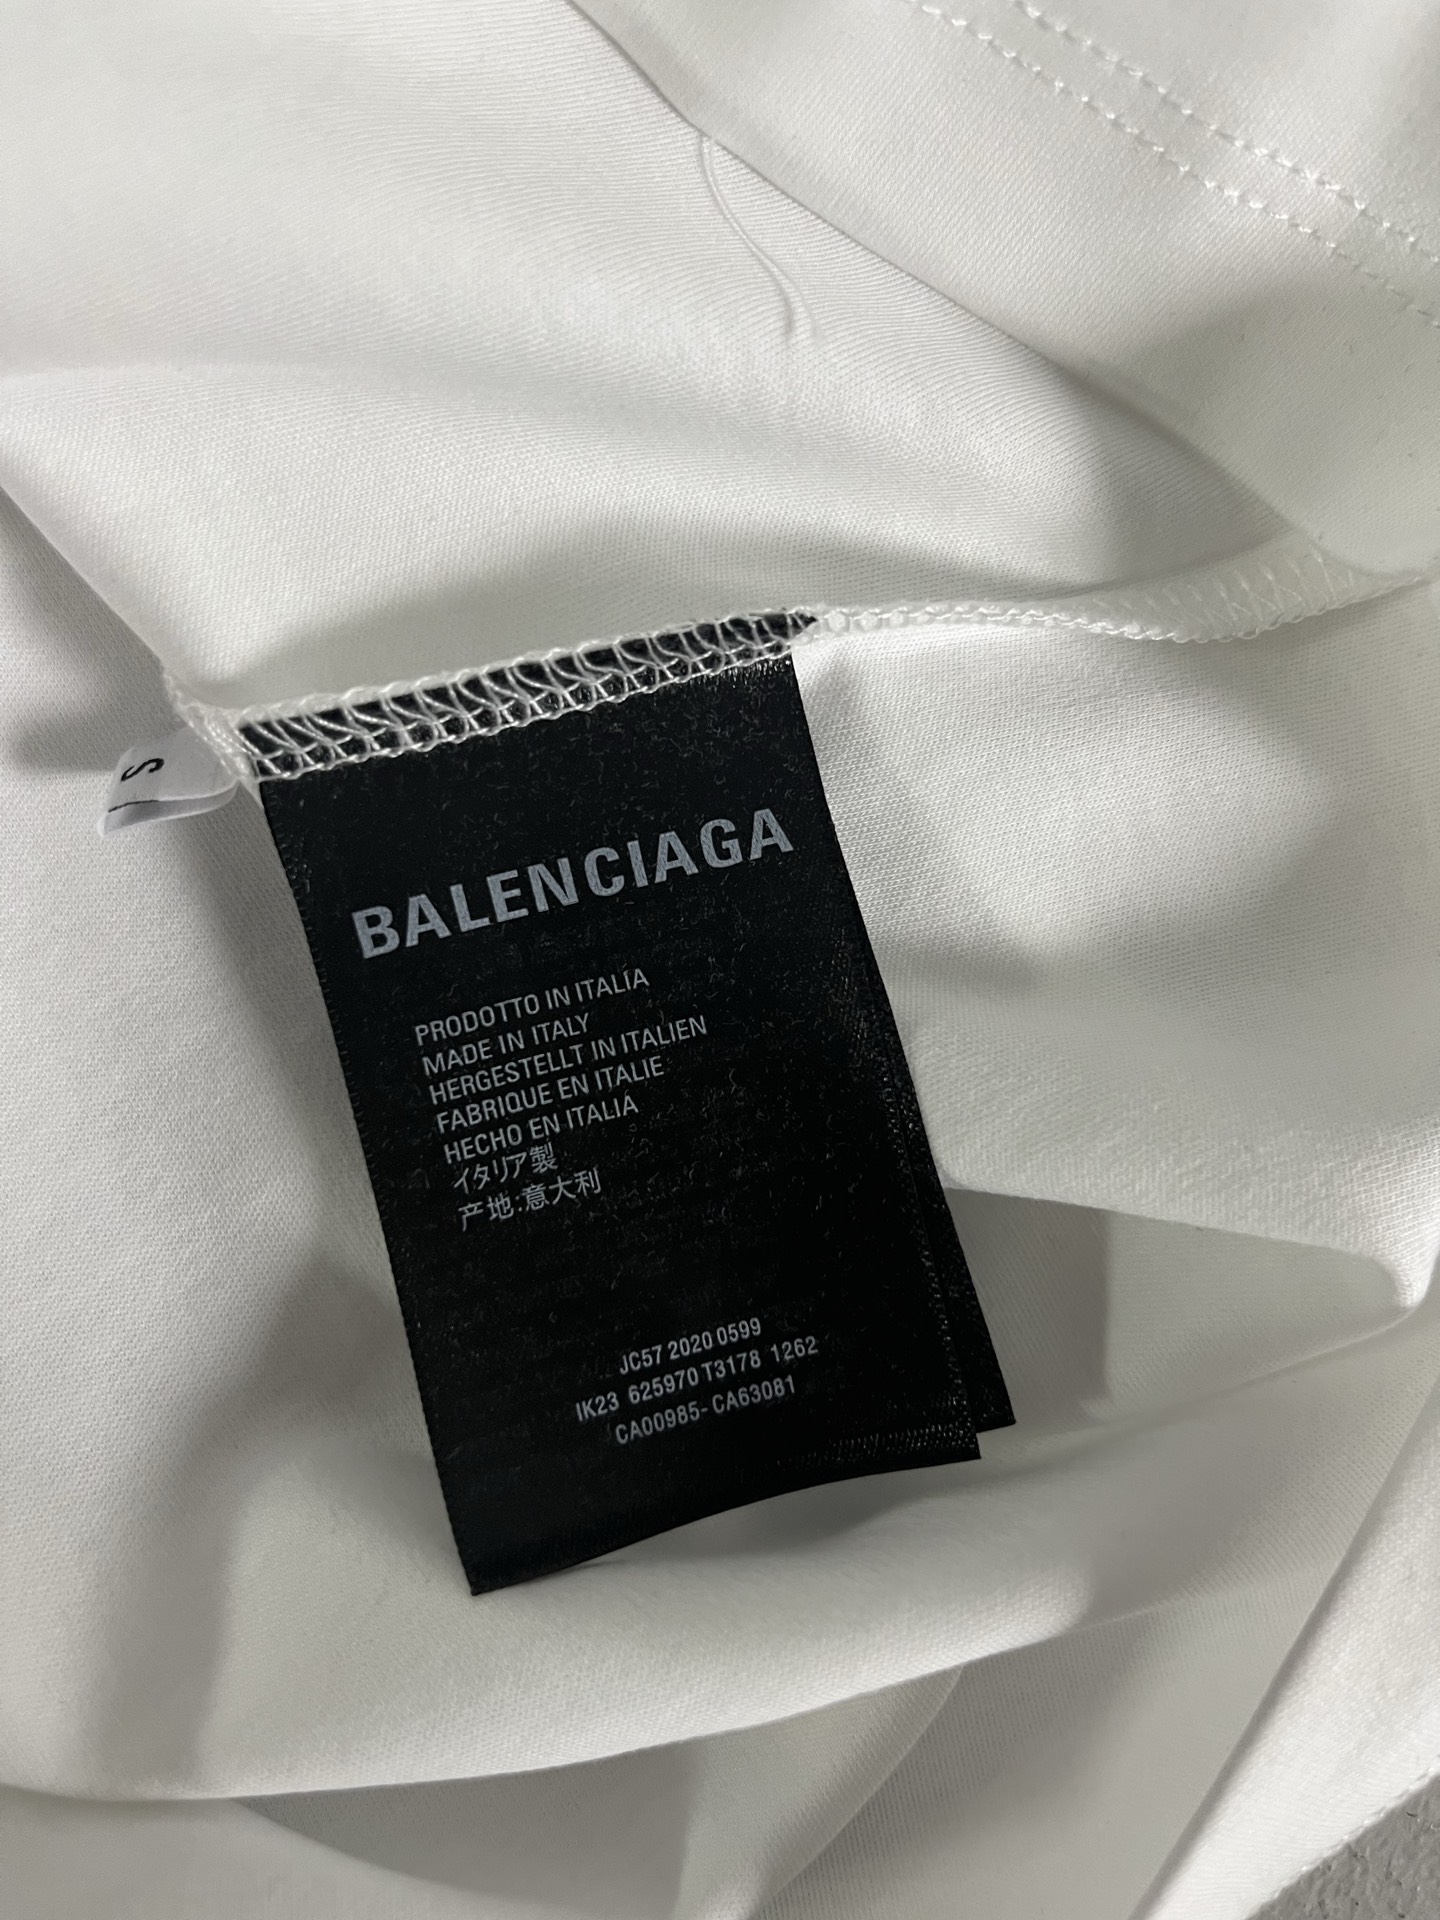 S
BALENCIAGA
PRODOTTO IN ITALIA
MADE IN ITALY
HERGESTELLT IN ITALIEN
FABRIQUE EN ITALIE
HECHO EN ITALIA
イタリア製
产地:意大利
JC57 2020 0599
IK23 625970 T3178 1262
CA00985- CA63081